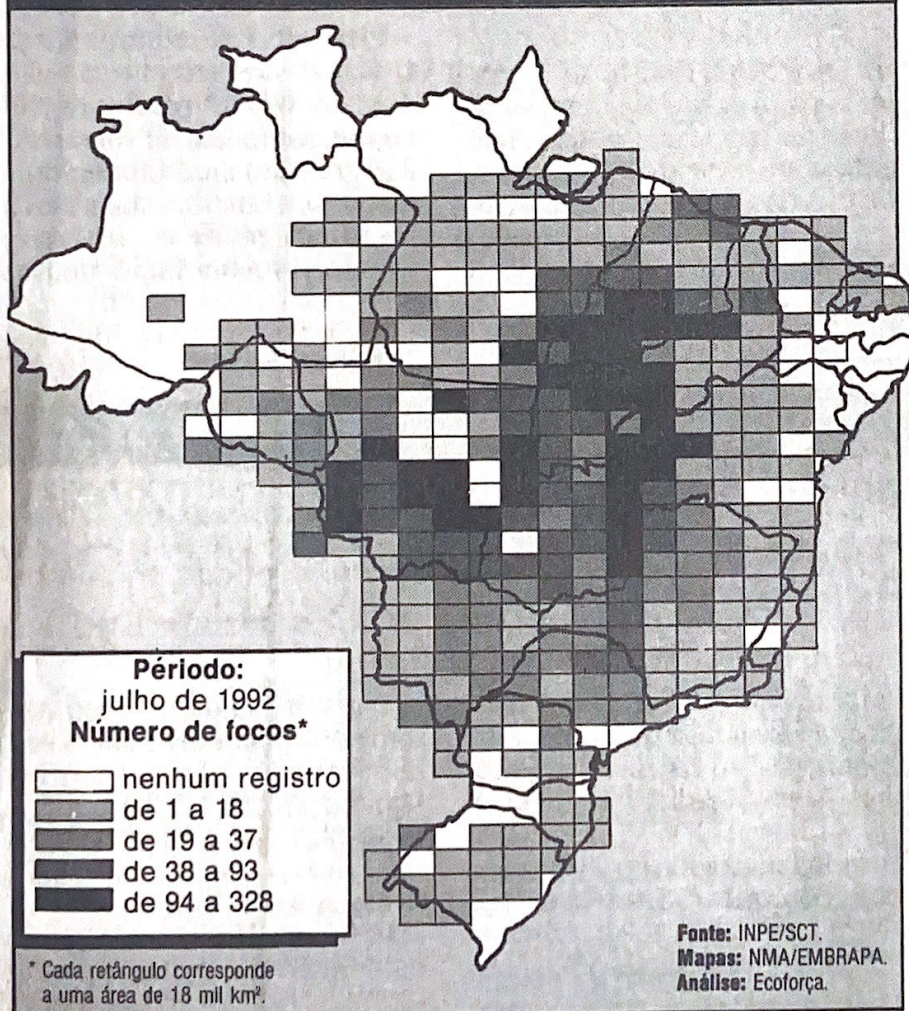 Périodo:
julho de 1992
Número de focos*
nenhum registro
de 1 a 18
de 19 a 37
de 38 a 93
de 94 a 328
* Cada retângulo corresponde
a uma área de 18 mil km².
Fonte: INPE/SCT.
Mapas: NMA/EMBRAPA.
Análise: Ecoforça.